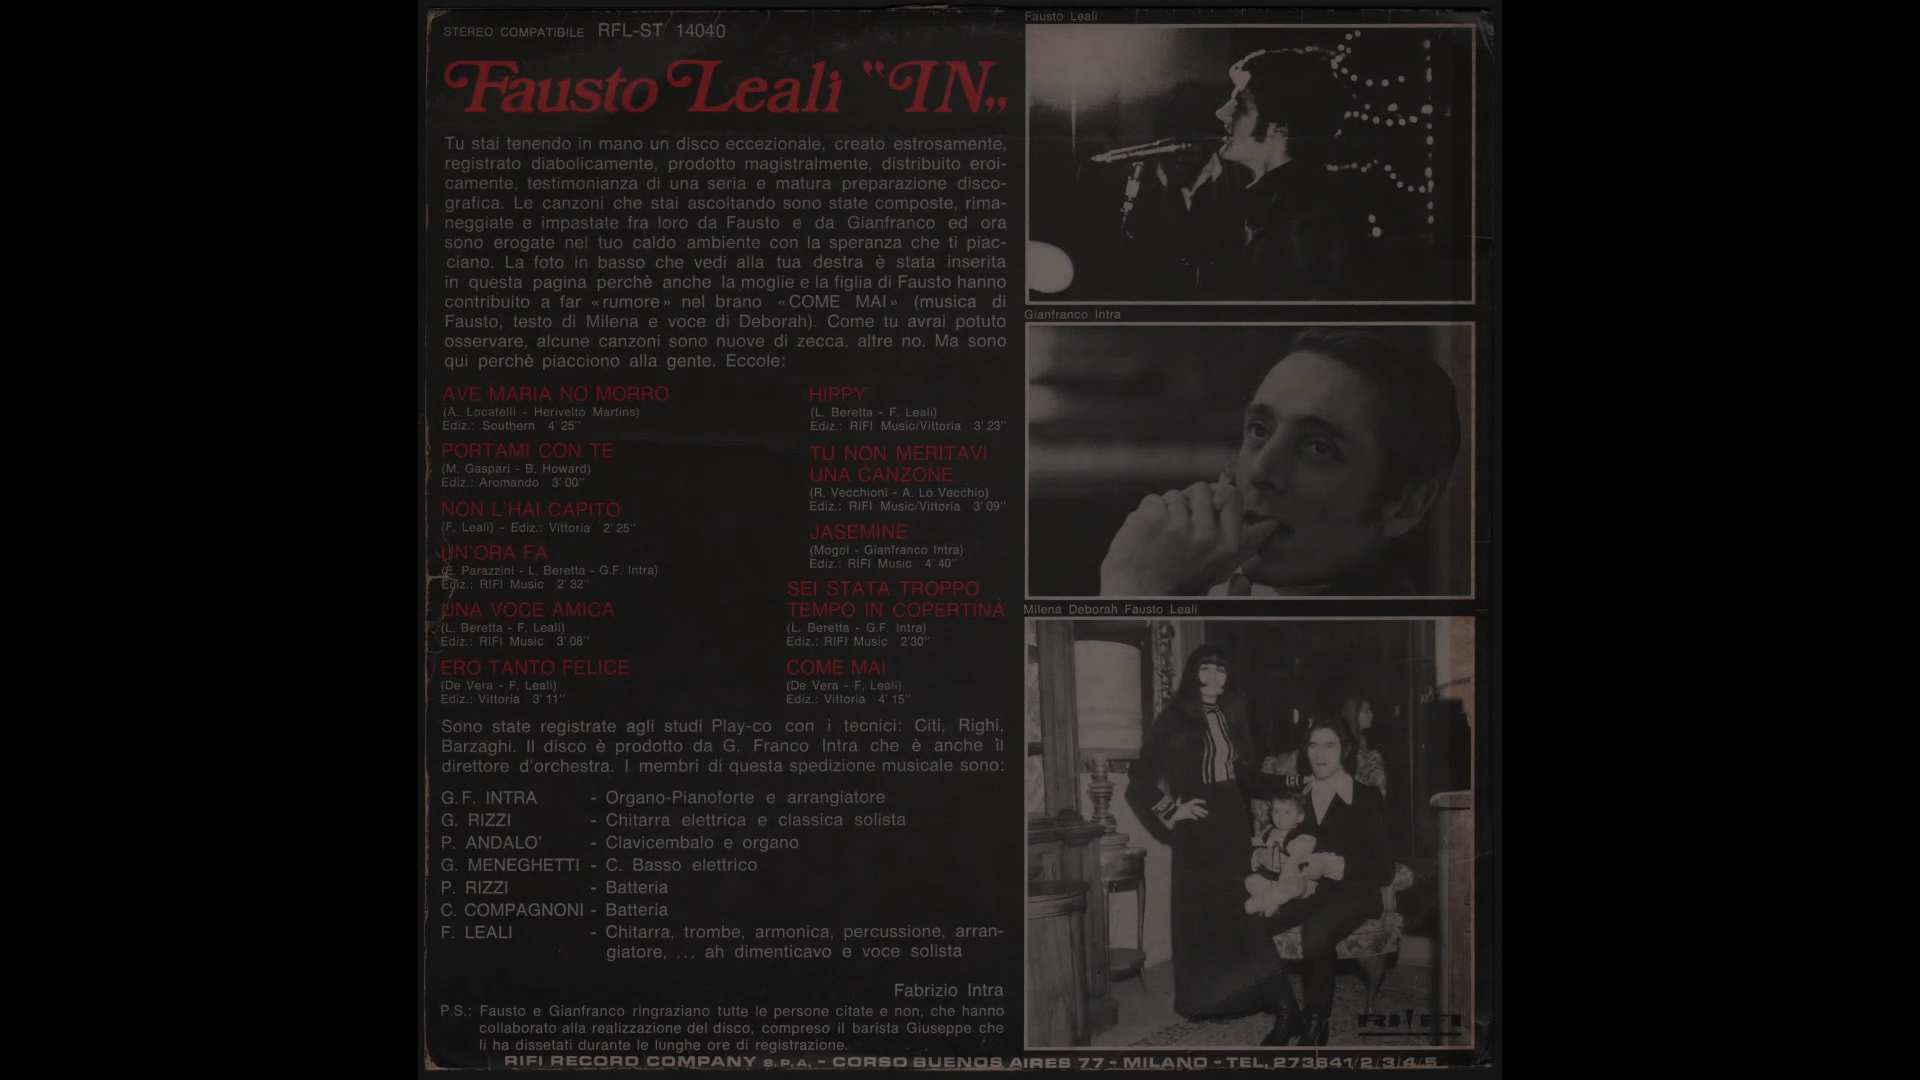 STEREO COMPATIBILE RFL-ST 14040
Fausto Leali "IN„
Tu stai tenendo in mano un disco eccezionale, creato estrosamente,
registrato diabolicamente, prodotto magistralmente, distribuito eroi-
camente, testimonianza di una seria e matura preparazione disco-
grafica. Le canzoni che stai ascoltando sono state composte, rima-
neggiate e impastate fra loro da Fausto e da Gianfranco ed ora
sono erogate nel tuo caldo ambiente con la speranza che ti piac-
ciano. La foto in basso che vedi alla tua destra è stata inserita
in questa pagina perchè anche la moglie e la figlia di Fausto hanno
contribuito a far «rumore» nel brano «COME MAI» (musica di
Fausto, testo di Milena e voce di Deborah). Come tu avrai potuto
osservare, alcune canzoni sono nuove di zecca, altre no. Ma sono
qui perchè piacciono alla gente. Eccole:
AVE MARIA NO MORRO
(A. Locatelli - Herivelto Martins)
Ediz.: Southern 4' 25''
PORTAMI CON TE
(M. Gaspari - B. Howard)
Ediz.: Aromando 3' 00''
NON L'HAI CAPITO
(F. Leali) - Ediz.: Vittoria 2' 25''
UN'ORA FA
(E. Parazzini - L. Beretta - G.F. Intra)
Ediz.: RIFI Music 2' 32''
UNA VOCE AMICA
(L. Beretta - F. Leali)
Ediz.: RIFI Music 3' 08''
ERO TANTO FELICE
(De Vera - F. Leali)
Ediz.: Vittoria 3' 11''
HIPPY
(L. Beretta - F. Leali)
Ediz.: RIFI Music/Vittoria 3' 23''
TU NON MERITAVI
UNA CANZONE
(R. Vecchioni - A. Lo Vecchio)
Ediz.: RIFI Music/Vittoria 3' 09''
JASEMINE
(Mogol - Gianfranco Intra)
Ediz.: RIFI Music 4' 40''
SEI STATA TROPPO
TEMPO IN COPERTINA
(L. Beretta - G.F. Intra)
Ediz.: RIFI Music 2'30''
COME MAI
(De Vera - F. Leali)
Ediz.: Vittoria 4' 15''
Sono state registrate agli studi Play-co con i tecnici: Citi, Righi,
Barzaghi. Il disco è prodotto da G. Franco Intra che è anche il
direttore d'orchestra. I membri di questa spedizione musicale sono:
G.F. INTRA - Organo-Pianoforte e arrangiatore
G. RIZZI - Chitarra elettrica e classica solista
P. ANDALO' - Clavicembalo e organo
G. MENEGHETTI - C. Basso elettrico
P. RIZZI - Batteria
C. COMPAGNONI - Batteria
F. LEALI - Chitarra, trombe, armonica, percussione, arran-
giatore, ... ah dimenticavo e voce solista
Fabrizio Intra
P.S.: Fausto e Gianfranco ringraziano tutte le persone citate e non, che hanno
collaborato alla realizzazione del disco, compreso il barista Giuseppe che
li ha dissetati durante le lunghe ore di registrazione.
Fausto Leali
Gianfranco Intra
Milena Deborah Fausto Leali
RIFI
RIFI RECORD COMPANY S.P.A. - CORSO BUENOS AIRES 77 - MILANO - TEL. 273641/2/3/4/5